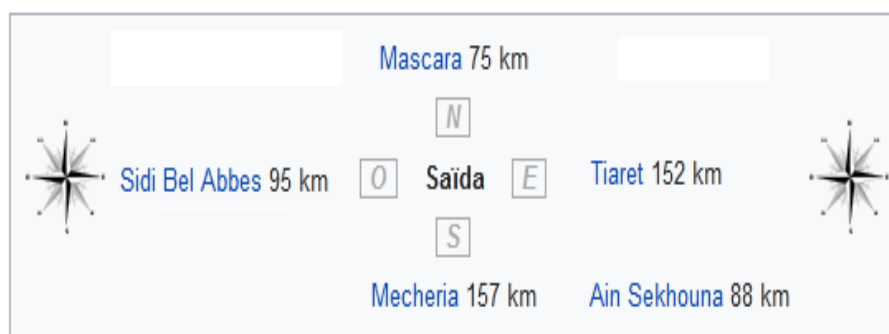 Mascara 75 km
N
Sidi Bel Abbes 95 km O Saïda E Tiaret 152 km
S
Mecheria 157 km Ain Sekhouna 88 km